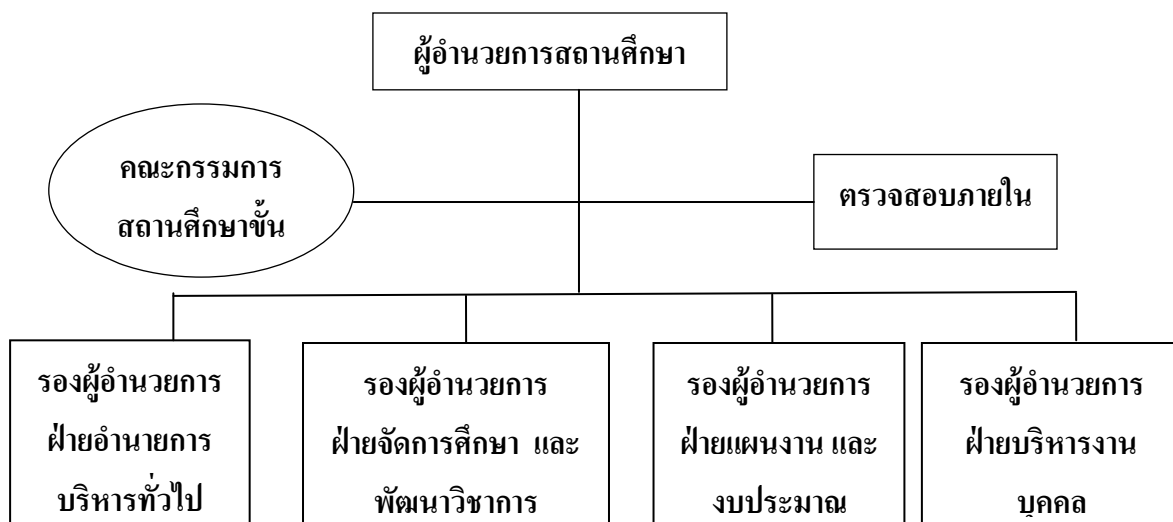 ผู้อำนวยการสถานศึกษา
คณะกรรมการ
สถานศึกษาขั้น
ตรวจสอบภายใน
รองผู้อำนวยการ
ฝ่ายอำนายการ
บริหารทั่วไป
รองผู้อำนวยการ
ฝ่ายจัดการศึกษา และ
พัฒนาวิชาการ
รองผู้อำนวยการ
ฝ่ายแผนงาน และ
งบประมาณ
รองผู้อำนวยการ
ฝ่ายบริหารงาน
บุคคล